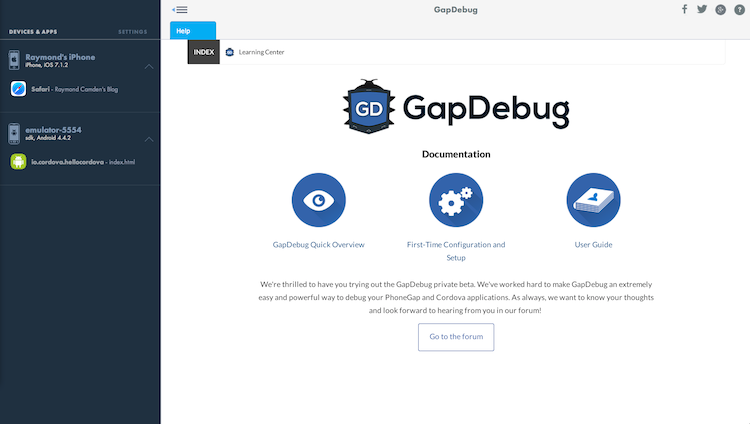 GapDebug
DEVICES & APPS
SETTINGS
Raymond's iPhone
iPhone, iOS 7.1.2
Safari - Raymond Camden's Blog
emulator-5554
sdk, Android 4.4.2
io.cordova.hellocordova - index.html
Help
INDEX
Learning Center
GD GapDebug
Documentation
GapDebug Quick Overview
First-Time Configuration and
Setup
User Guide
We're thrilled to have you trying out the GapDebug private beta. We've worked hard to make GapDebug an extremely
easy and powerful way to debug your PhoneGap and Cordova applications. As always, we want to know your thoughts
and look forward to hearing from you in our forum!
Go to the forum